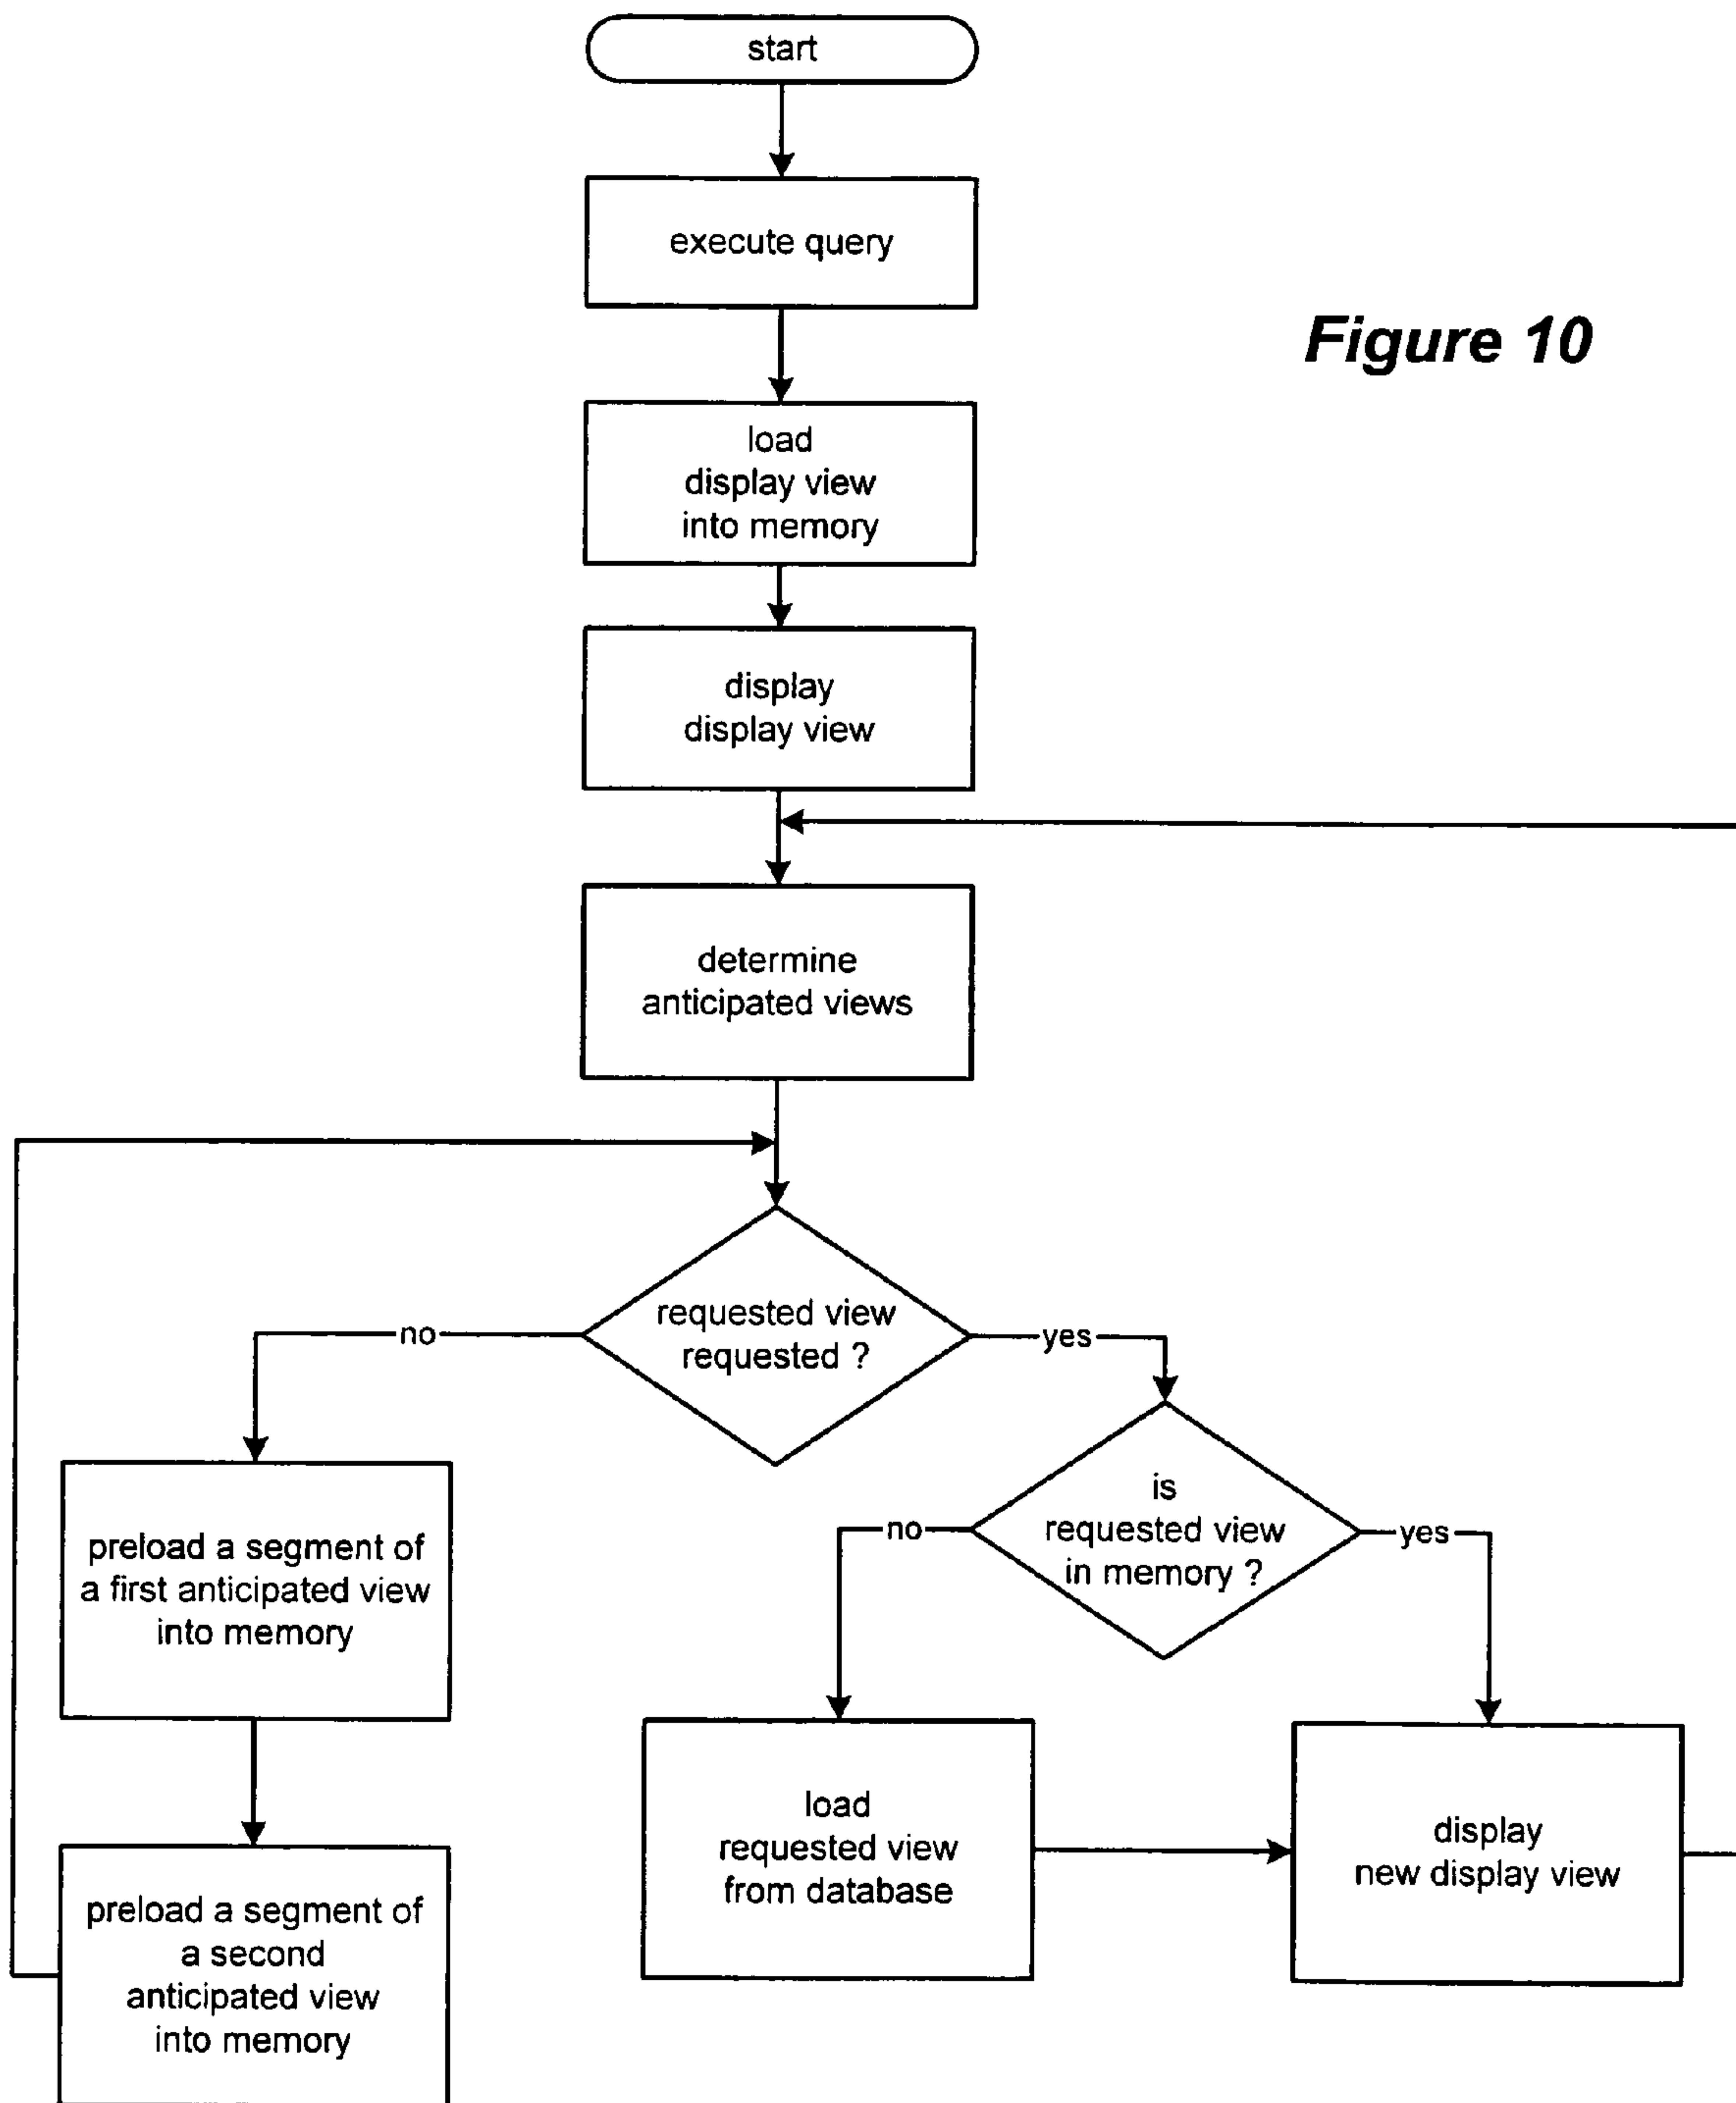 start
execute query
Figure 10
load
display view
into memory
display
display view
determine
anticipated views
requested view
requested ?
no
yes
is
requested view
in memory ?
no
yes
preload a segment of
a first anticipated view
into memory
load
requested view
from database
display
new display view
preload a segment of
a second
anticipated view
into memory